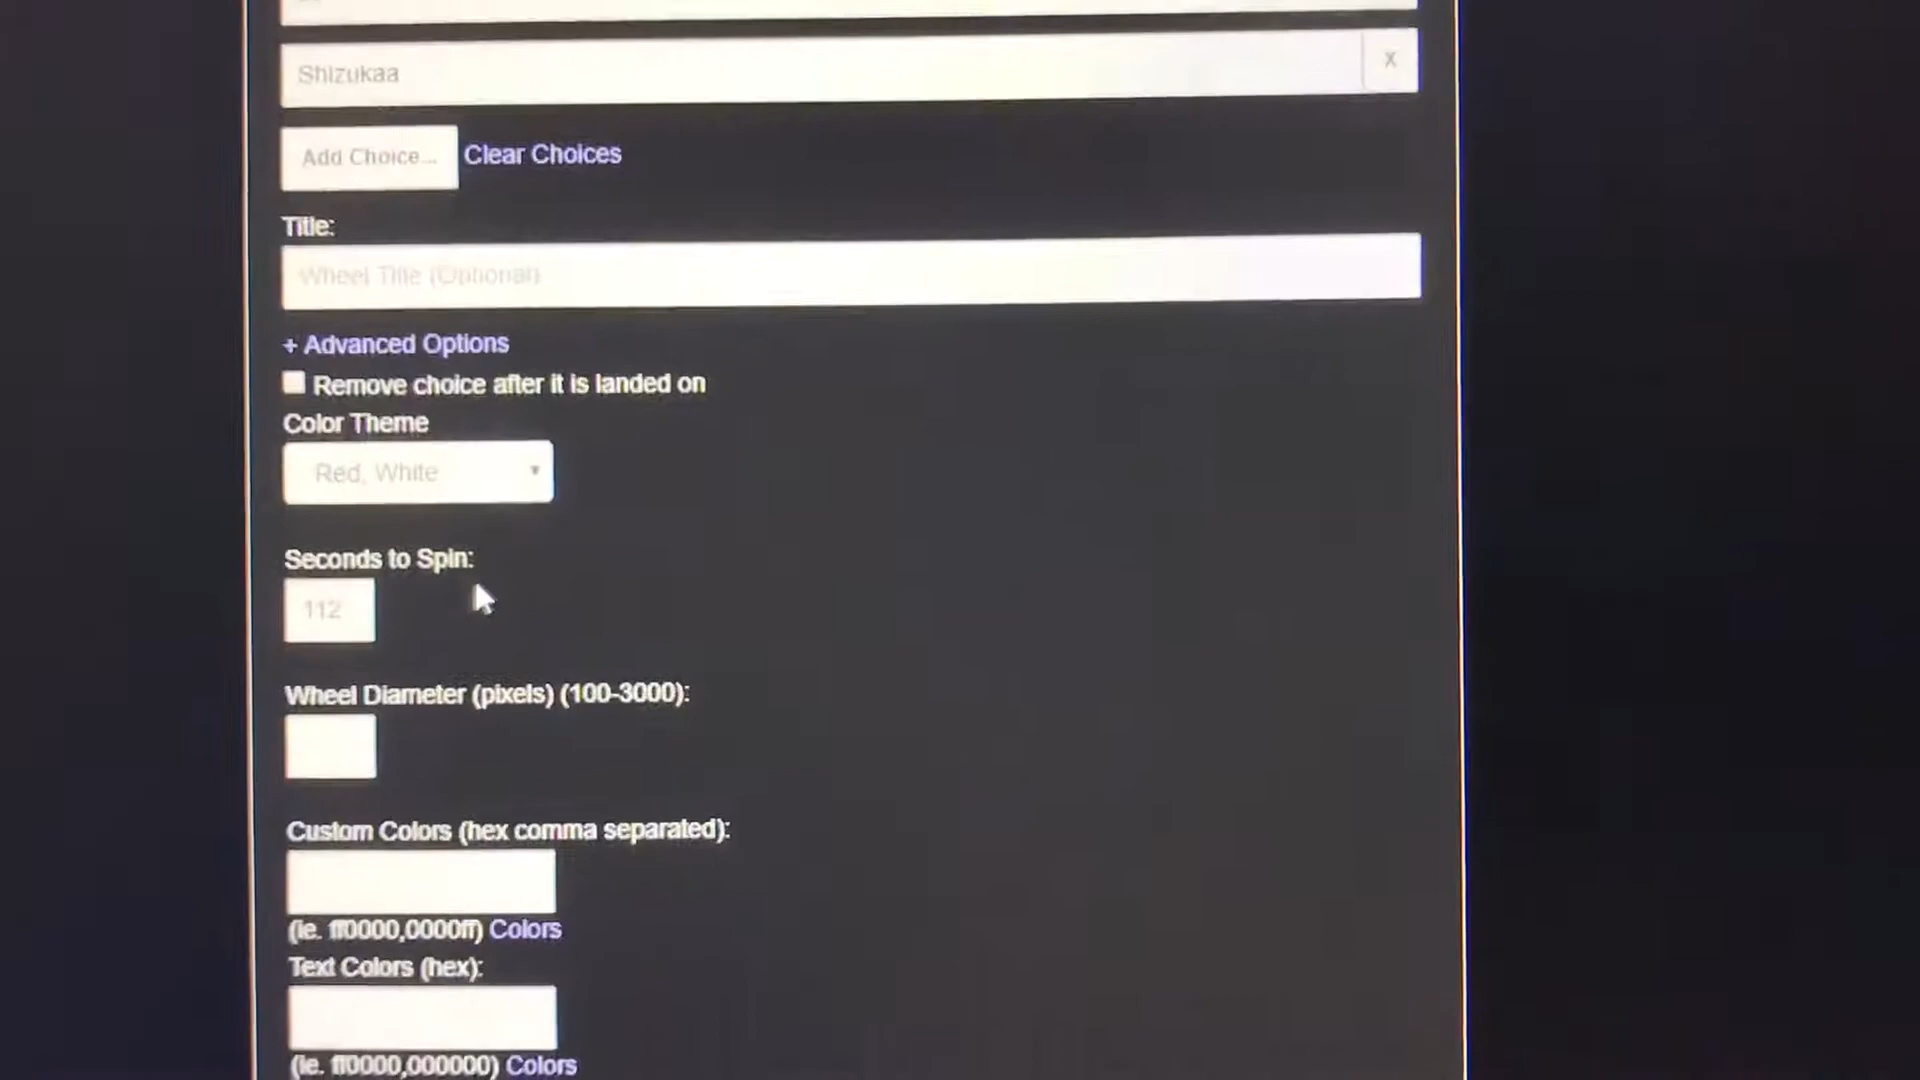 Shizukaa
X
Add Choice... Clear Choices
Title:
Wheel Title (Optional)
+ Advanced Options
Remove choice after it is landed on
Color Theme
Red, White
Seconds to Spin:
112
Wheel Diameter (pixels) (100-3000):
Custom Colors (hex comma separated):
(ie. ff0000,0000ff) Colors
Text Colors (hex):
(ie. ff0000,000000) Colors